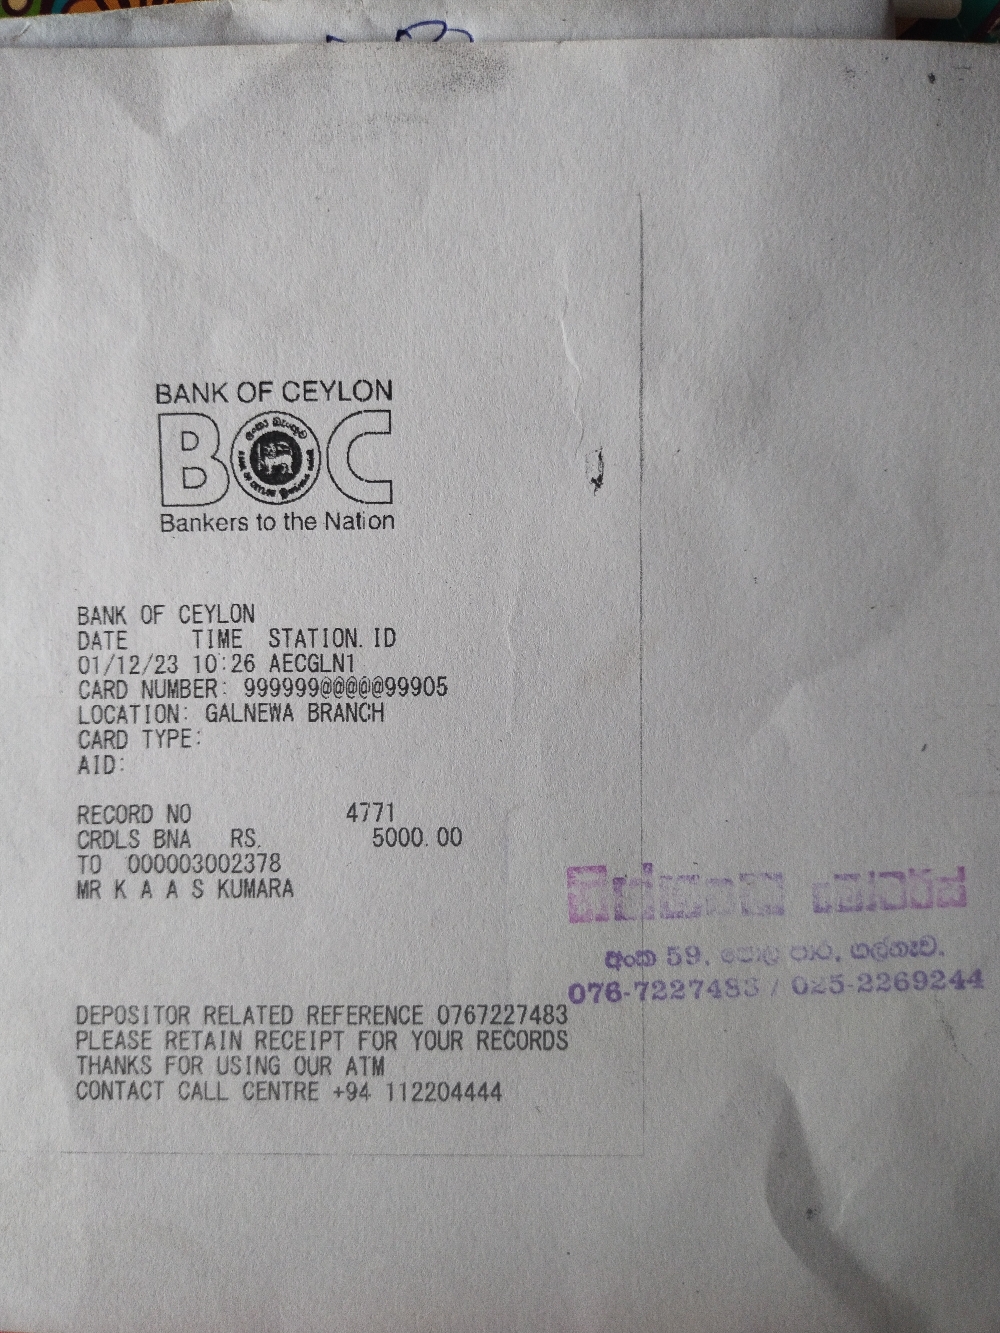 BANK OF CEYLON
BOC
Bankers to the Nation
BANK OF CEYLON
DATE TIME STATION.ID
01/12/23 10:26 AECGLN1
CARD NUMBER: 999999@@@@@99905
LOCATION: GALNEWA BRANCH
CARD TYPE:
AID:
RECORD NO 4771
CRDLS BNA RS. 5000.00
TO 000003002378
MR K A A S KUMARA
අංක 59, පොල පාර, ගල්නෑව.
076-7227483 / 025-2269244
DEPOSITOR RELATED REFERENCE 0767227483
PLEASE RETAIN RECEIPT FOR YOUR RECORDS
THANKS FOR USING OUR ATM
CONTACT CALL CENTRE +94 112204444